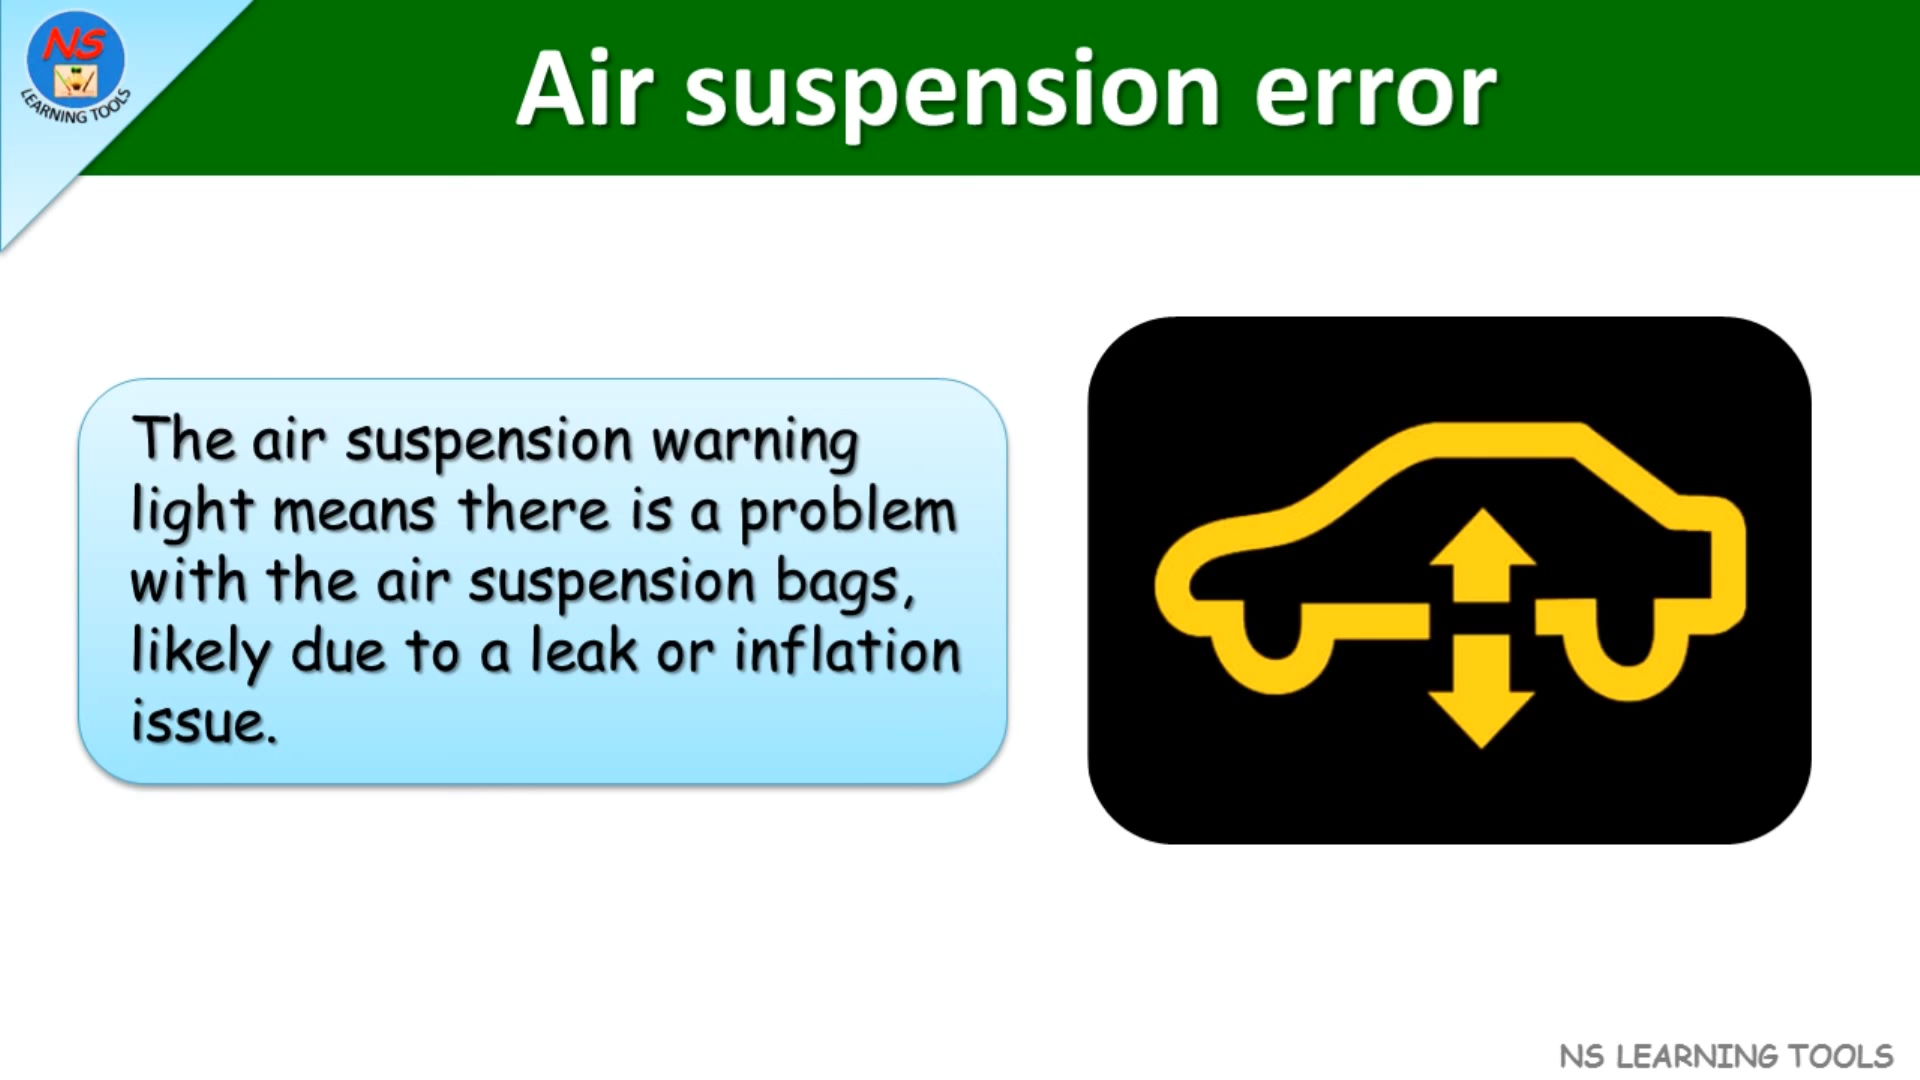 NS
LEARNING TOOLS
Air suspension error
The air suspension warning
light means there is a problem
with the air suspension bags,
likely due to a leak or inflation
issue.
NS LEARNING TOOLS